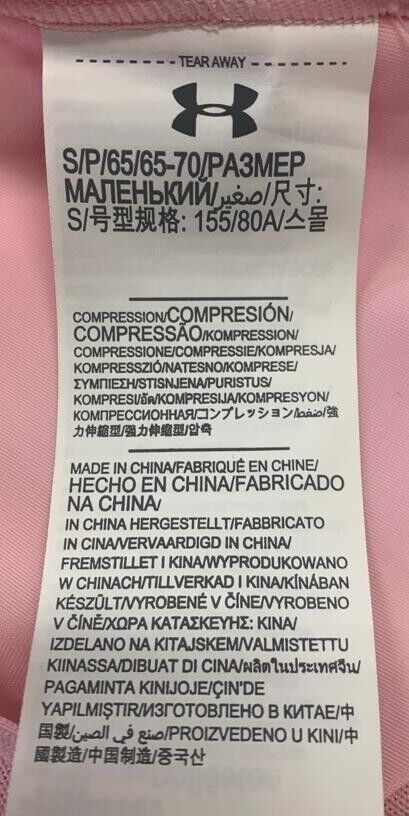 TEAR AWAY
S/P/65/65-70/РАЗМЕР
МАЛЕНЬКИЙ/صغير/尺寸:
S/号型规格: 155/80A/스몰
COMPRESSION/COMPRESIÓN/
COMPRESSÃO/KOMPRESSION/
COMPRESSIONE/COMPRESSIE/KOMPRESJA/
KOMPRESSZIÓ/NATESNO/KOMPRESE/
ΣΥΜΠΙΕΣΗ/STISNJENA/PURISTUS/
KOMPRESI/อัด/KOMPRESIJA/KOMPRESYON/
КОМПРЕССИОННАЯ/コンプレッション/ضغط/強
力伸縮型/强力伸缩型/압축
MADE IN CHINA/FABRIQUÉ EN CHINE/
HECHO EN CHINA/FABRICADO
NA CHINA/
IN CHINA HERGESTELLT/FABBRICATO
IN CINA/VERVAARDIGD IN CHINA/
FREMSTILLET I KINA/WYPRODUKOWANO
W CHINACH/TILLVERKAD I KINA/KÍNÁBAN
KÉSZÜLT/VYROBENÉ V ČÍNE/VYROBENO
V ČÍNĚ/ΧΩΡΑ ΚΑΤΑΣΚΕΥΗΣ: ΚΙΝΑ/
IZDELANO NA KITAJSKEM/VALMISTETTU
KIINASSA/DIBUAT DI CINA/ผลิตในประเทศจีน/
PAGAMINTA KINIJOJE/ÇIN'DE
YAPILMIŞTIR/ИЗГОТОВЛЕНО В КИТАЕ/中
国製/صنع في الصين/PROIZVEDENO U KINI/中
國製造/中国制造/중국산